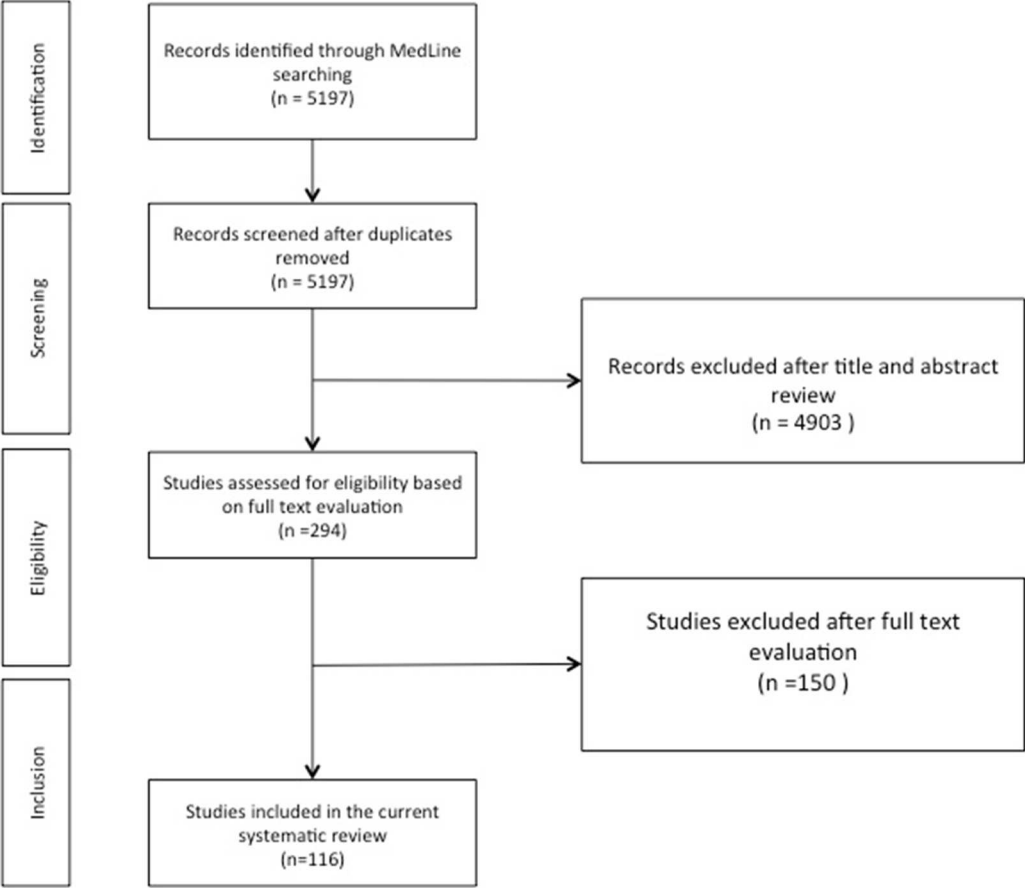 Identification
Records identified through MedLine
searching
(n = 5197)
Screening
Records screened after duplicates
removed
(n = 5197)
Records excluded after title and abstract
review
(n = 4903 )
Eligibility
Studies assessed for eligibility based
on full text evaluation
(n =294)
Studies excluded after full text
evaluation
(n =150 )
Inclusion
Studies included in the current
systematic review
(n=116)